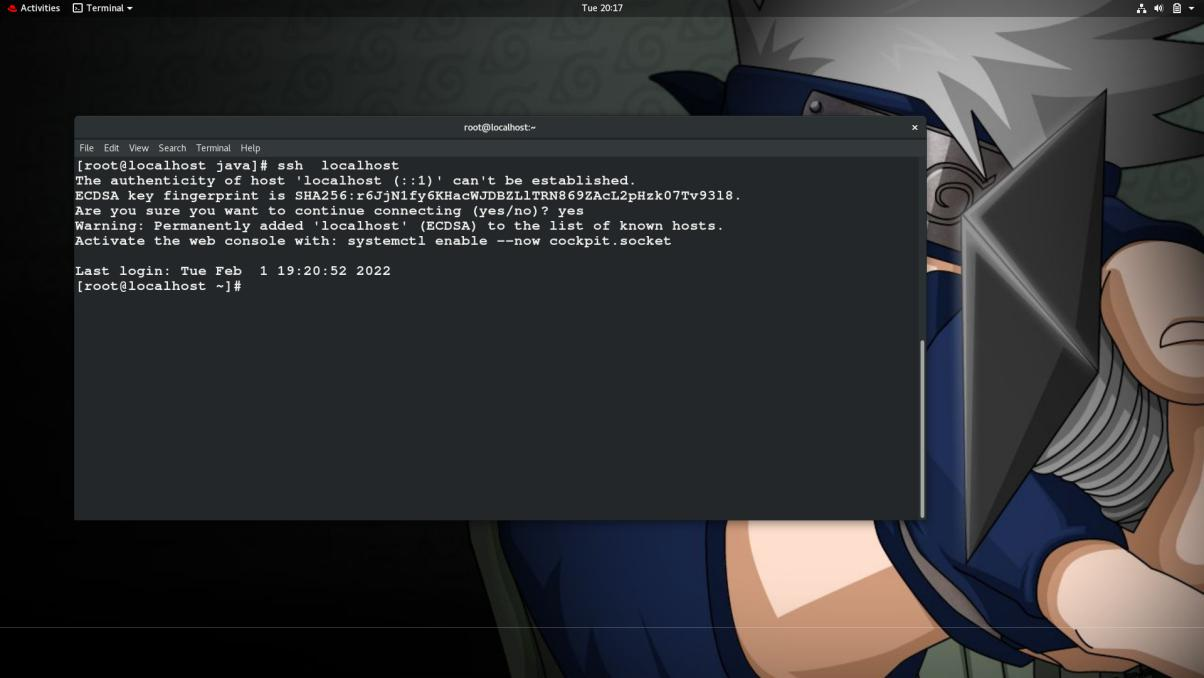 Activities Terminal Tue 20:17
root@localhost:~ ×
File Edit View Search Terminal Help
[root@localhost java]# ssh  localhost
The authenticity of host 'localhost (::1)' can't be established.
ECDSA key fingerprint is SHA256:r6JjN1fy6KHacWJDBZLlTRN869ZAcL2pHzk07Tv93l8.
Are you sure you want to continue connecting (yes/no)? yes
Warning: Permanently added 'localhost' (ECDSA) to the list of known hosts.
Activate the web console with: systemctl enable --now cockpit.socket
Last login: Tue Feb  1 19:20:52 2022
[root@localhost ~]#